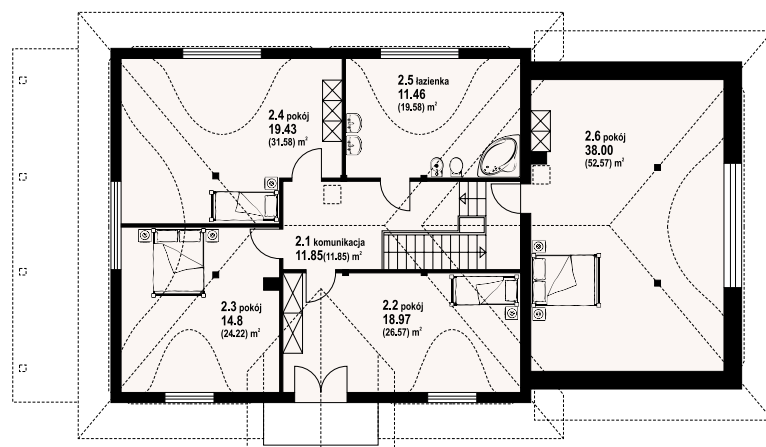 2.5 łazienka
11.46
(19.58) m²
2.4 pokój
19.43
(31.58) m²
2.6 pokój
38.00
(52.57) m²
2.1 komunikacja
11.85(11.85) m²
2.3 pokój
14.8
(24.22) m²
2.2 pokój
18.97
(26.57) m²